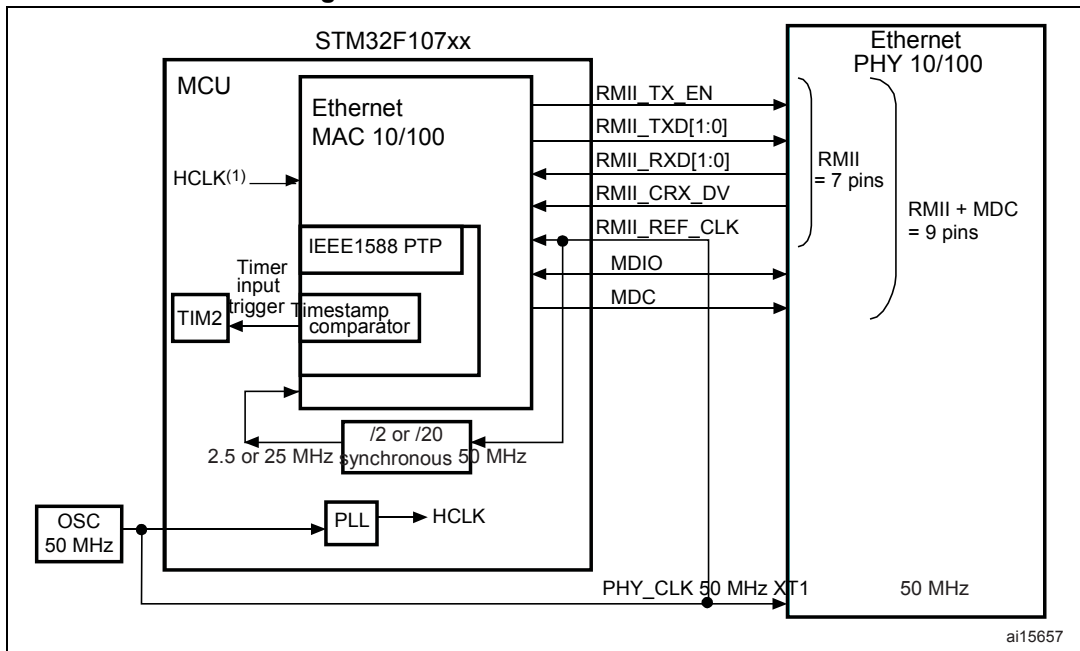 STM32F107xx
MCU
Ethernet
MAC 10/100
HCLK(1)
IEEE1588 PTP
Timer
input
trigger
Timestamp
comparator
TIM2
/2 or /20
2.5 or 25 MHz synchronous 50 MHz
OSC
50 MHz
PLL
HCLK
RMII_TX_EN
RMII_TXD[1:0]
RMII_RXD[1:0]
RMII_CRX_DV
RMII_REF_CLK
MDIO
MDC
PHY_CLK 50 MHz XT1
Ethernet
PHY 10/100
RMII
= 7 pins
RMII + MDC
= 9 pins
50 MHz
ai15657